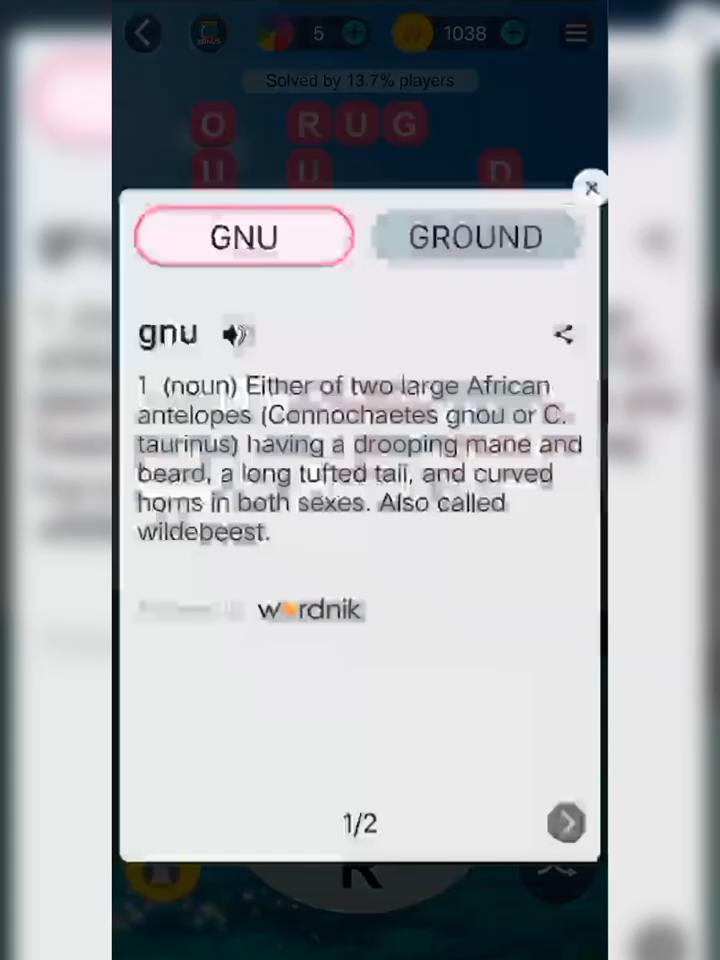 5
1038
Solved by 13.7% players
O RUG
U U D
GNU GROUND
gnu
1 (noun) Either of two large African
antelopes (Connochaetes gnou or C.
taurinus) having a drooping mane and
beard, a long tufted tail, and curved
horns in both sexes. Also called
wildebeest.
wordnik
1/2
R